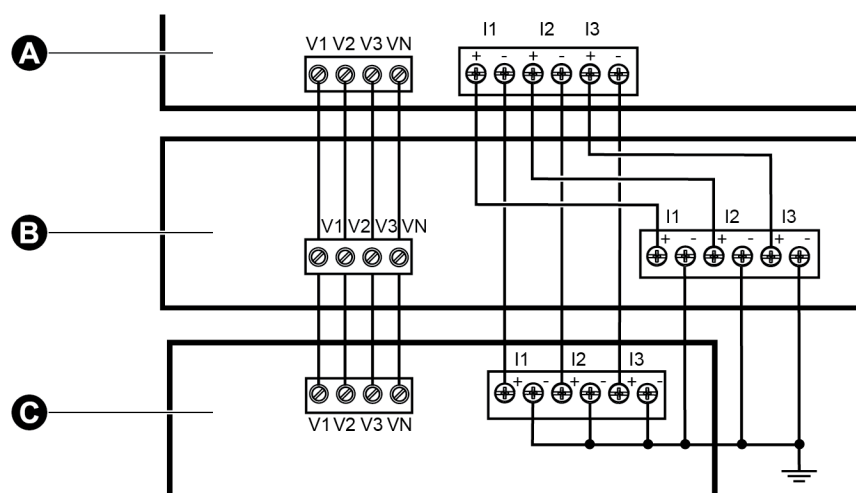 A
V1 V2 V3 VN
I1 I2 I3
+ - + - + -
B
V1 V2 V3 VN
I1 I2 I3
+ - + - + -
C
I1 I2 I3
+ - + - + -
V1 V2 V3 VN